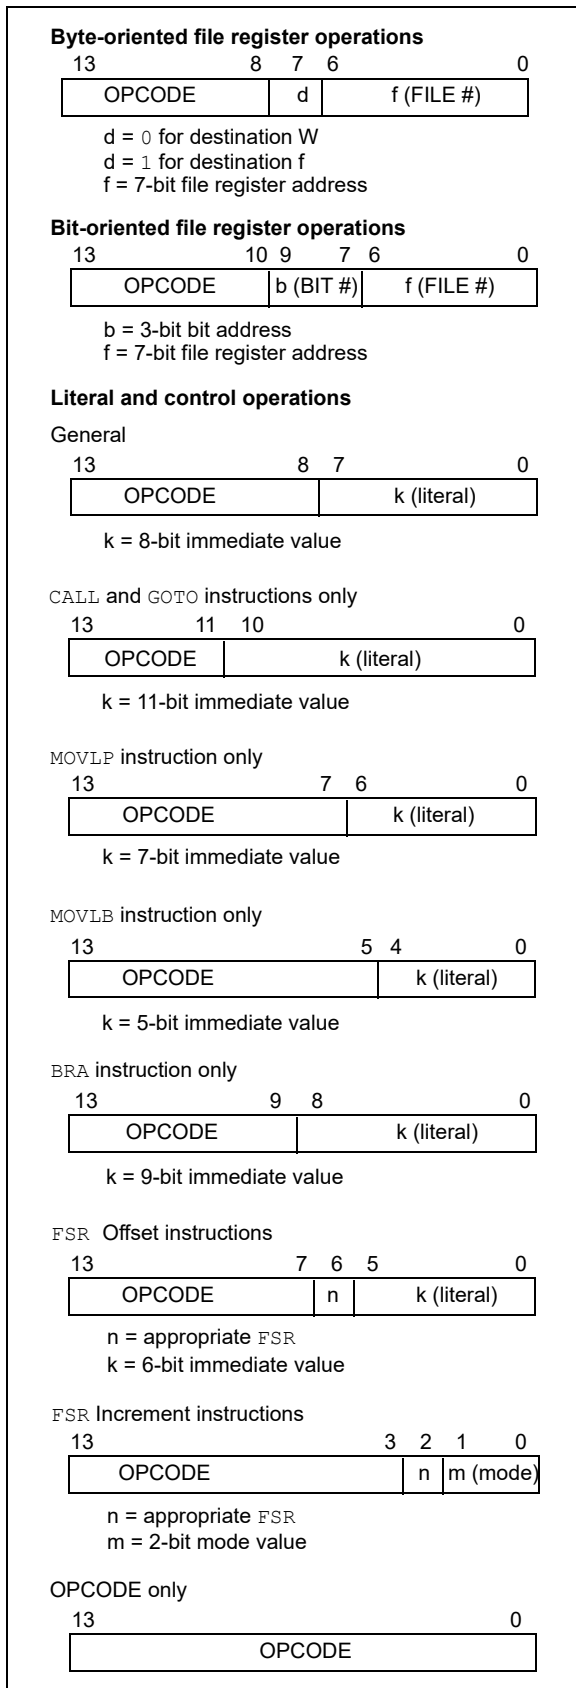 Byte-oriented file register operations
13 8 7 6 0
OPCODE d f (FILE #)
d = 0 for destination W
d = 1 for destination f
f = 7-bit file register address
Bit-oriented file register operations
13 10 9 7 6 0
OPCODE b (BIT #) f (FILE #)
b = 3-bit bit address
f = 7-bit file register address
Literal and control operations
General
13 8 7 0
OPCODE k (literal)
k = 8-bit immediate value
CALL and GOTO instructions only
13 11 10 0
OPCODE k (literal)
k = 11-bit immediate value
MOVLP instruction only
13 7 6 0
OPCODE k (literal)
k = 7-bit immediate value
MOVLB instruction only
13 5 4 0
OPCODE k (literal)
k = 5-bit immediate value
BRA instruction only
13 9 8 0
OPCODE k (literal)
k = 9-bit immediate value
FSR Offset instructions
13 7 6 5 0
OPCODE n k (literal)
n = appropriate FSR
k = 6-bit immediate value
FSR Increment instructions
13 3 2 1 0
OPCODE n m (mode)
n = appropriate FSR
m = 2-bit mode value
OPCODE only
13 0
OPCODE